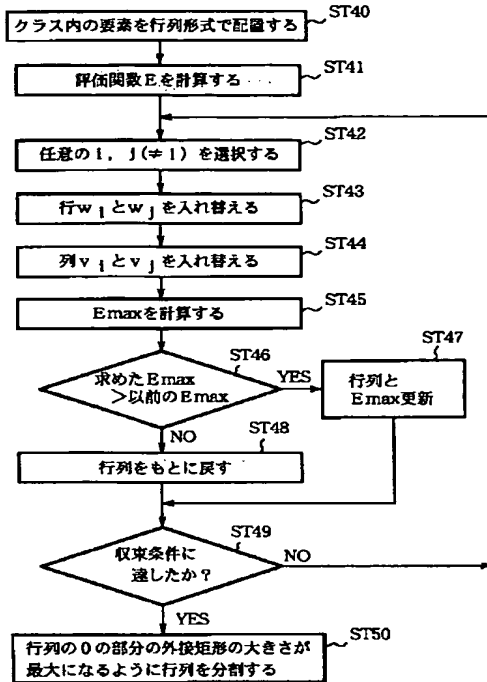 ST40
クラス内の要素を行列形式で配置する
ST41
評価関数Eを計算する
ST42
任意のi, j(≠i) を選択する
ST43
行wiとwjを入れ替える
ST44
列viとvjを入れ替える
ST45
Emaxを計算する
ST46
求めたEmax
>以前のEmax
YES
ST47
行列と
Emax更新
NO
ST48
行列をもとに戻す
ST49
収束条件に
達したか?
NO
YES
ST50
行列の0の部分の外接矩形の大きさが
最大になるように行列を分割する